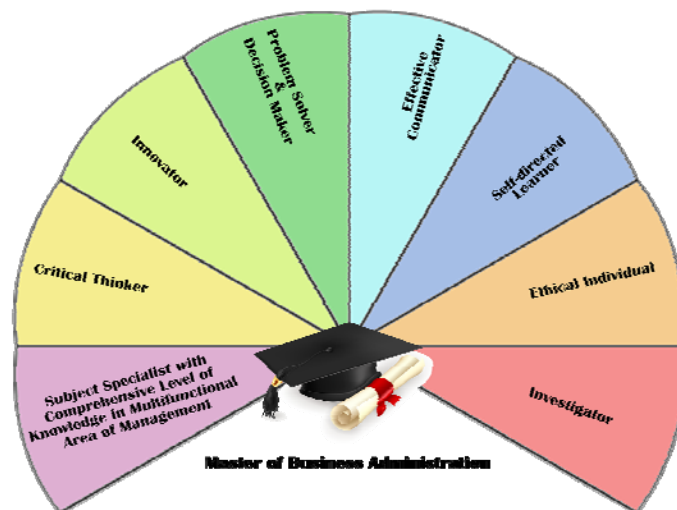 Problem Solver
&
Decision Maker
Effective
Communicator
Innovator
Self-directed
Learner
Critical Thinker
Ethical Individual
Subject Specialist with
Comprehensive Level of
Knowledge in Multifunctional
Area of Management
Investigator
Master of Business Administration